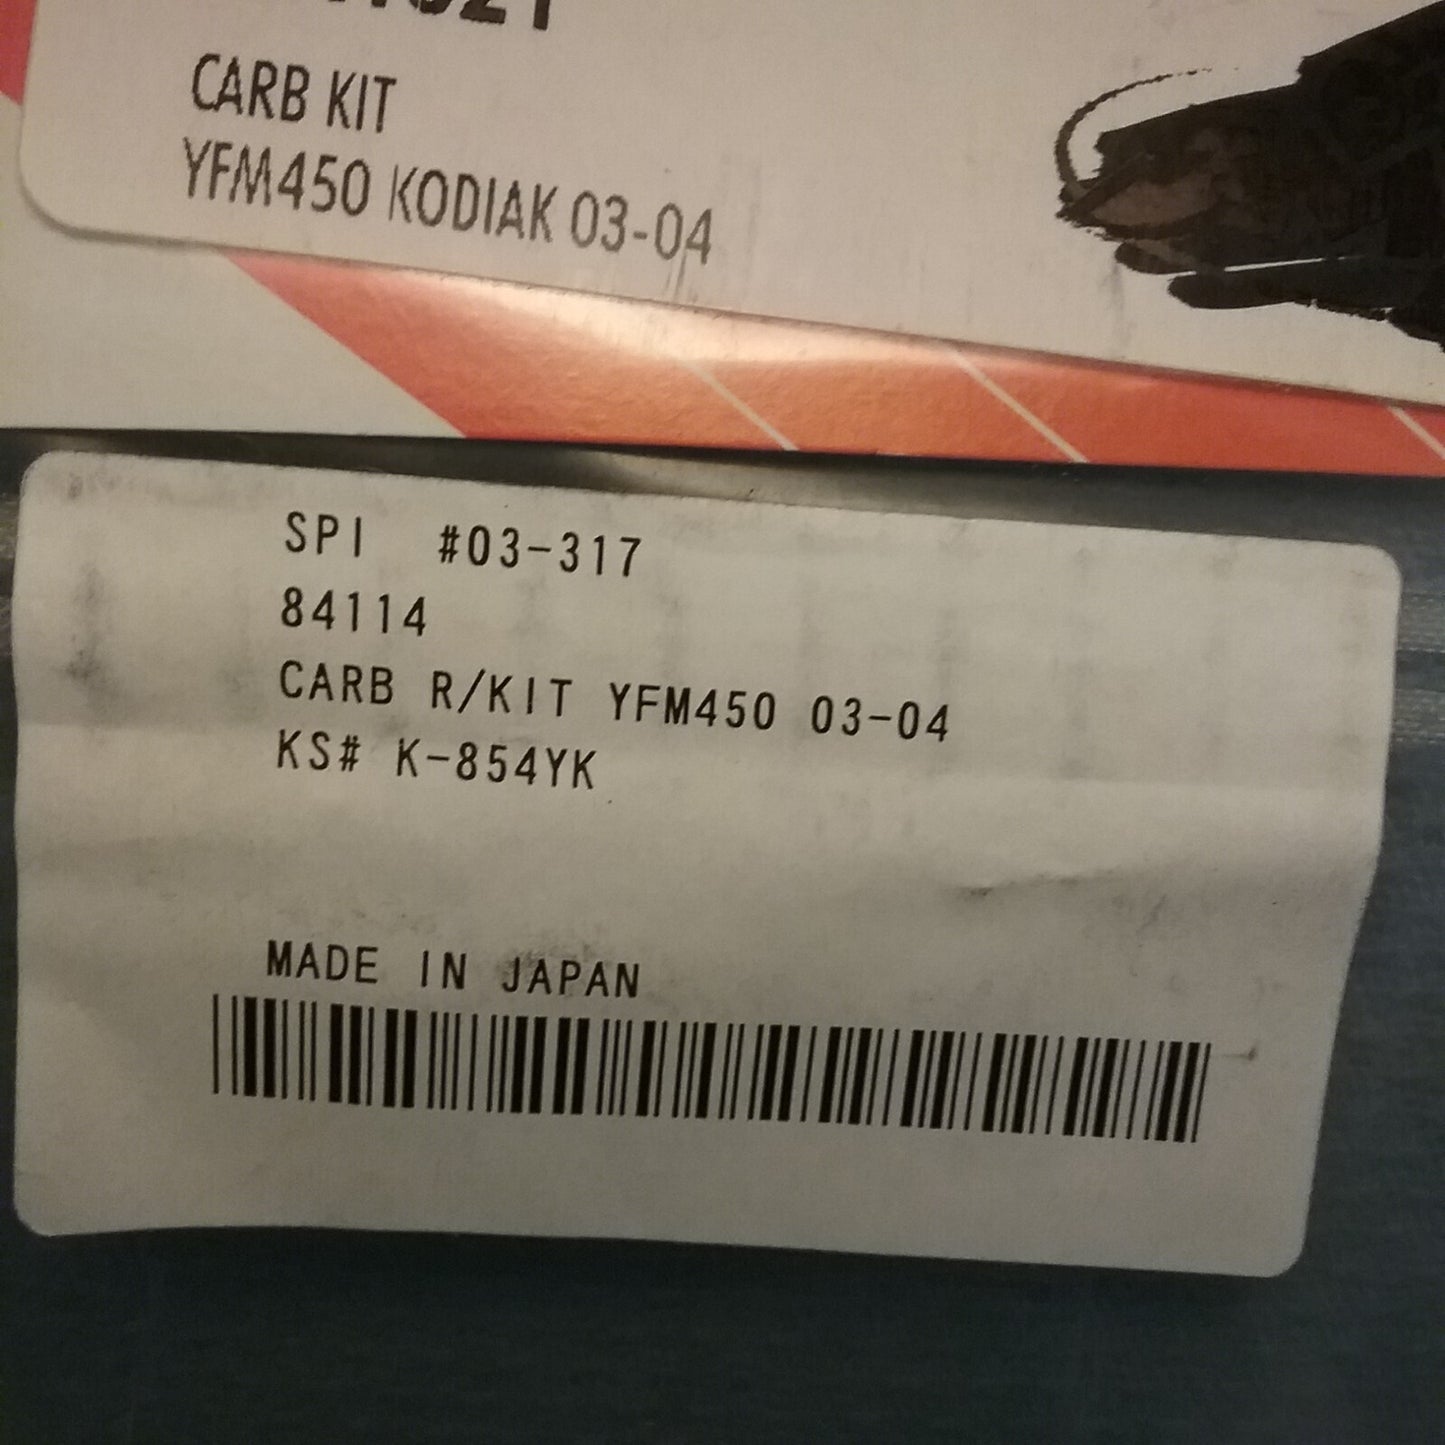 CARB KIT
YFM450 KODIAK 03-04
SPI #03-317
84114
CARB R/KIT YFM450 03-04
KS# K-854YK
MADE IN JAPAN